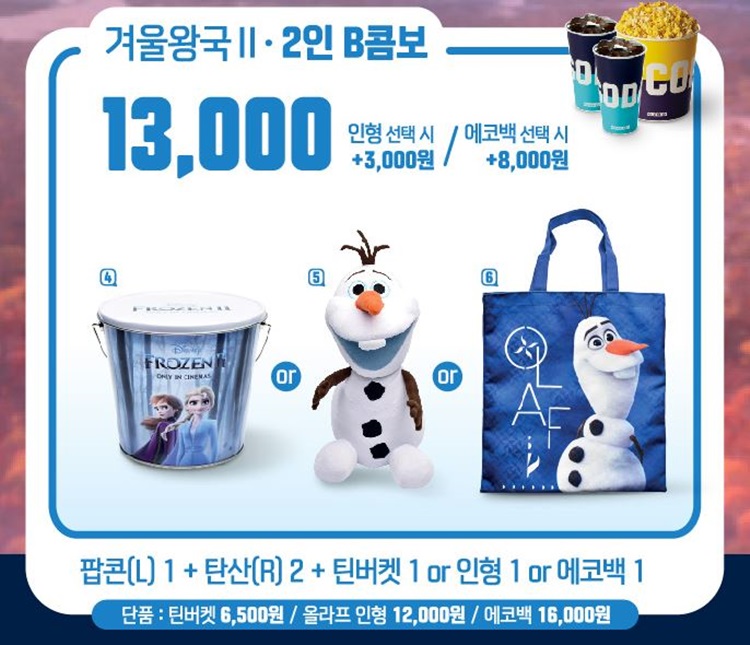 겨울왕국 II · 2인 B콤보
13,000
인형 선택 시
+3,000원
/
에코백 선택 시
+8,000원
CO
OD
CO
4
5
6
FROZEN II
Disney
FROZEN II
ONLY IN CINEMAS
or
or
OLAF
팝콘(L) 1 + 탄산(R) 2 + 틴버켓 1 or 인형 1 or 에코백 1
단품 : 틴버켓 6,500원 / 올라프 인형 12,000원 / 에코백 16,000원